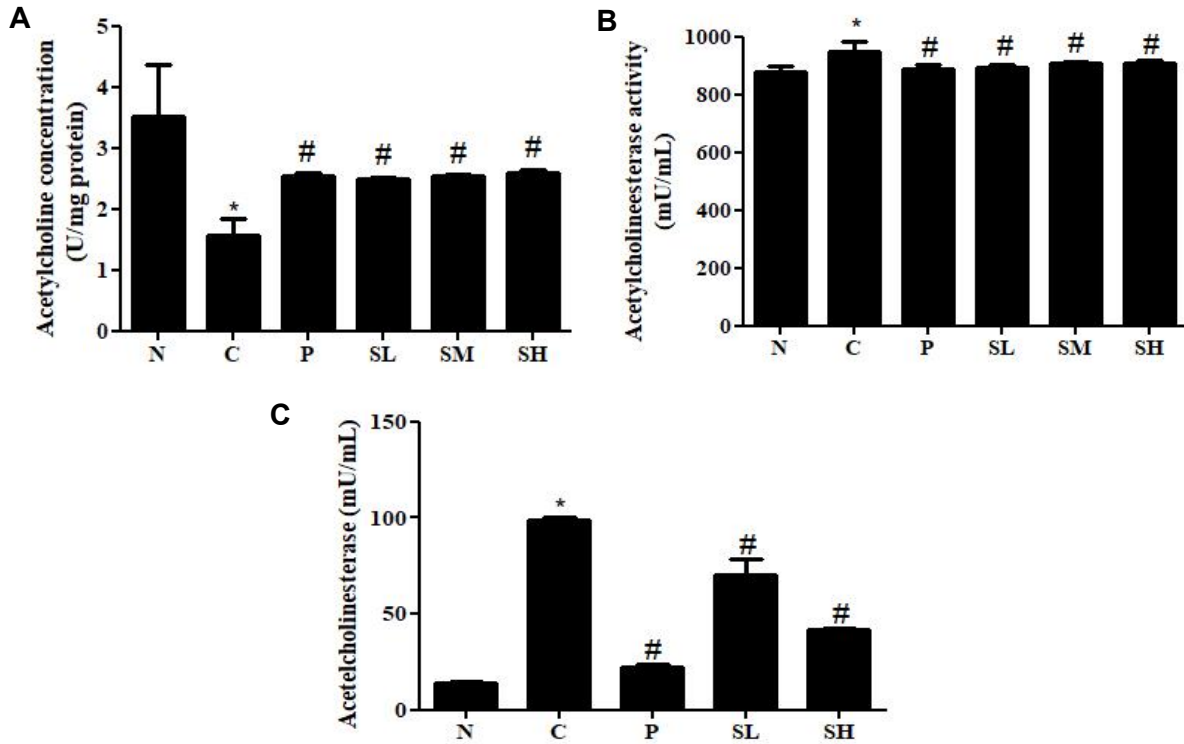 A
Acetylcholine concentration
(U/mg protein)
5
4
3
2
1
0
*
#
#
#
#
N C P SL SM SH
B
Acetylcholineesterase activity
(mU/mL)
1000
800
600
400
200
0
*
#
#
#
#
N C P SL SM SH
C
Acetelcholinesterase (mU/mL)
150
100
50
0
*
#
#
#
N C P SL SH